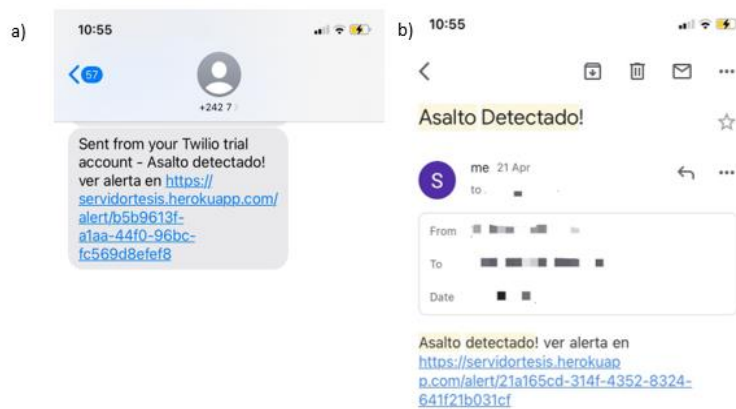 a)
10:55
57
+242 7
Sent from your Twilio trial
account - Asalto detectado!
ver alerta en https://
servidortesis.herokuapp.com/
alert/b5b9613f-
a1aa-44f0-96bc-
fc569d8efef8
b)
10:55
Asalto Detectado!
S
me 21 Apr
to
From
To
Date
Asalto detectado! ver alerta en
https://servidortesis.herokuap
p.com/alert/21a165cd-314f-4352-8324-
641f21b031cf